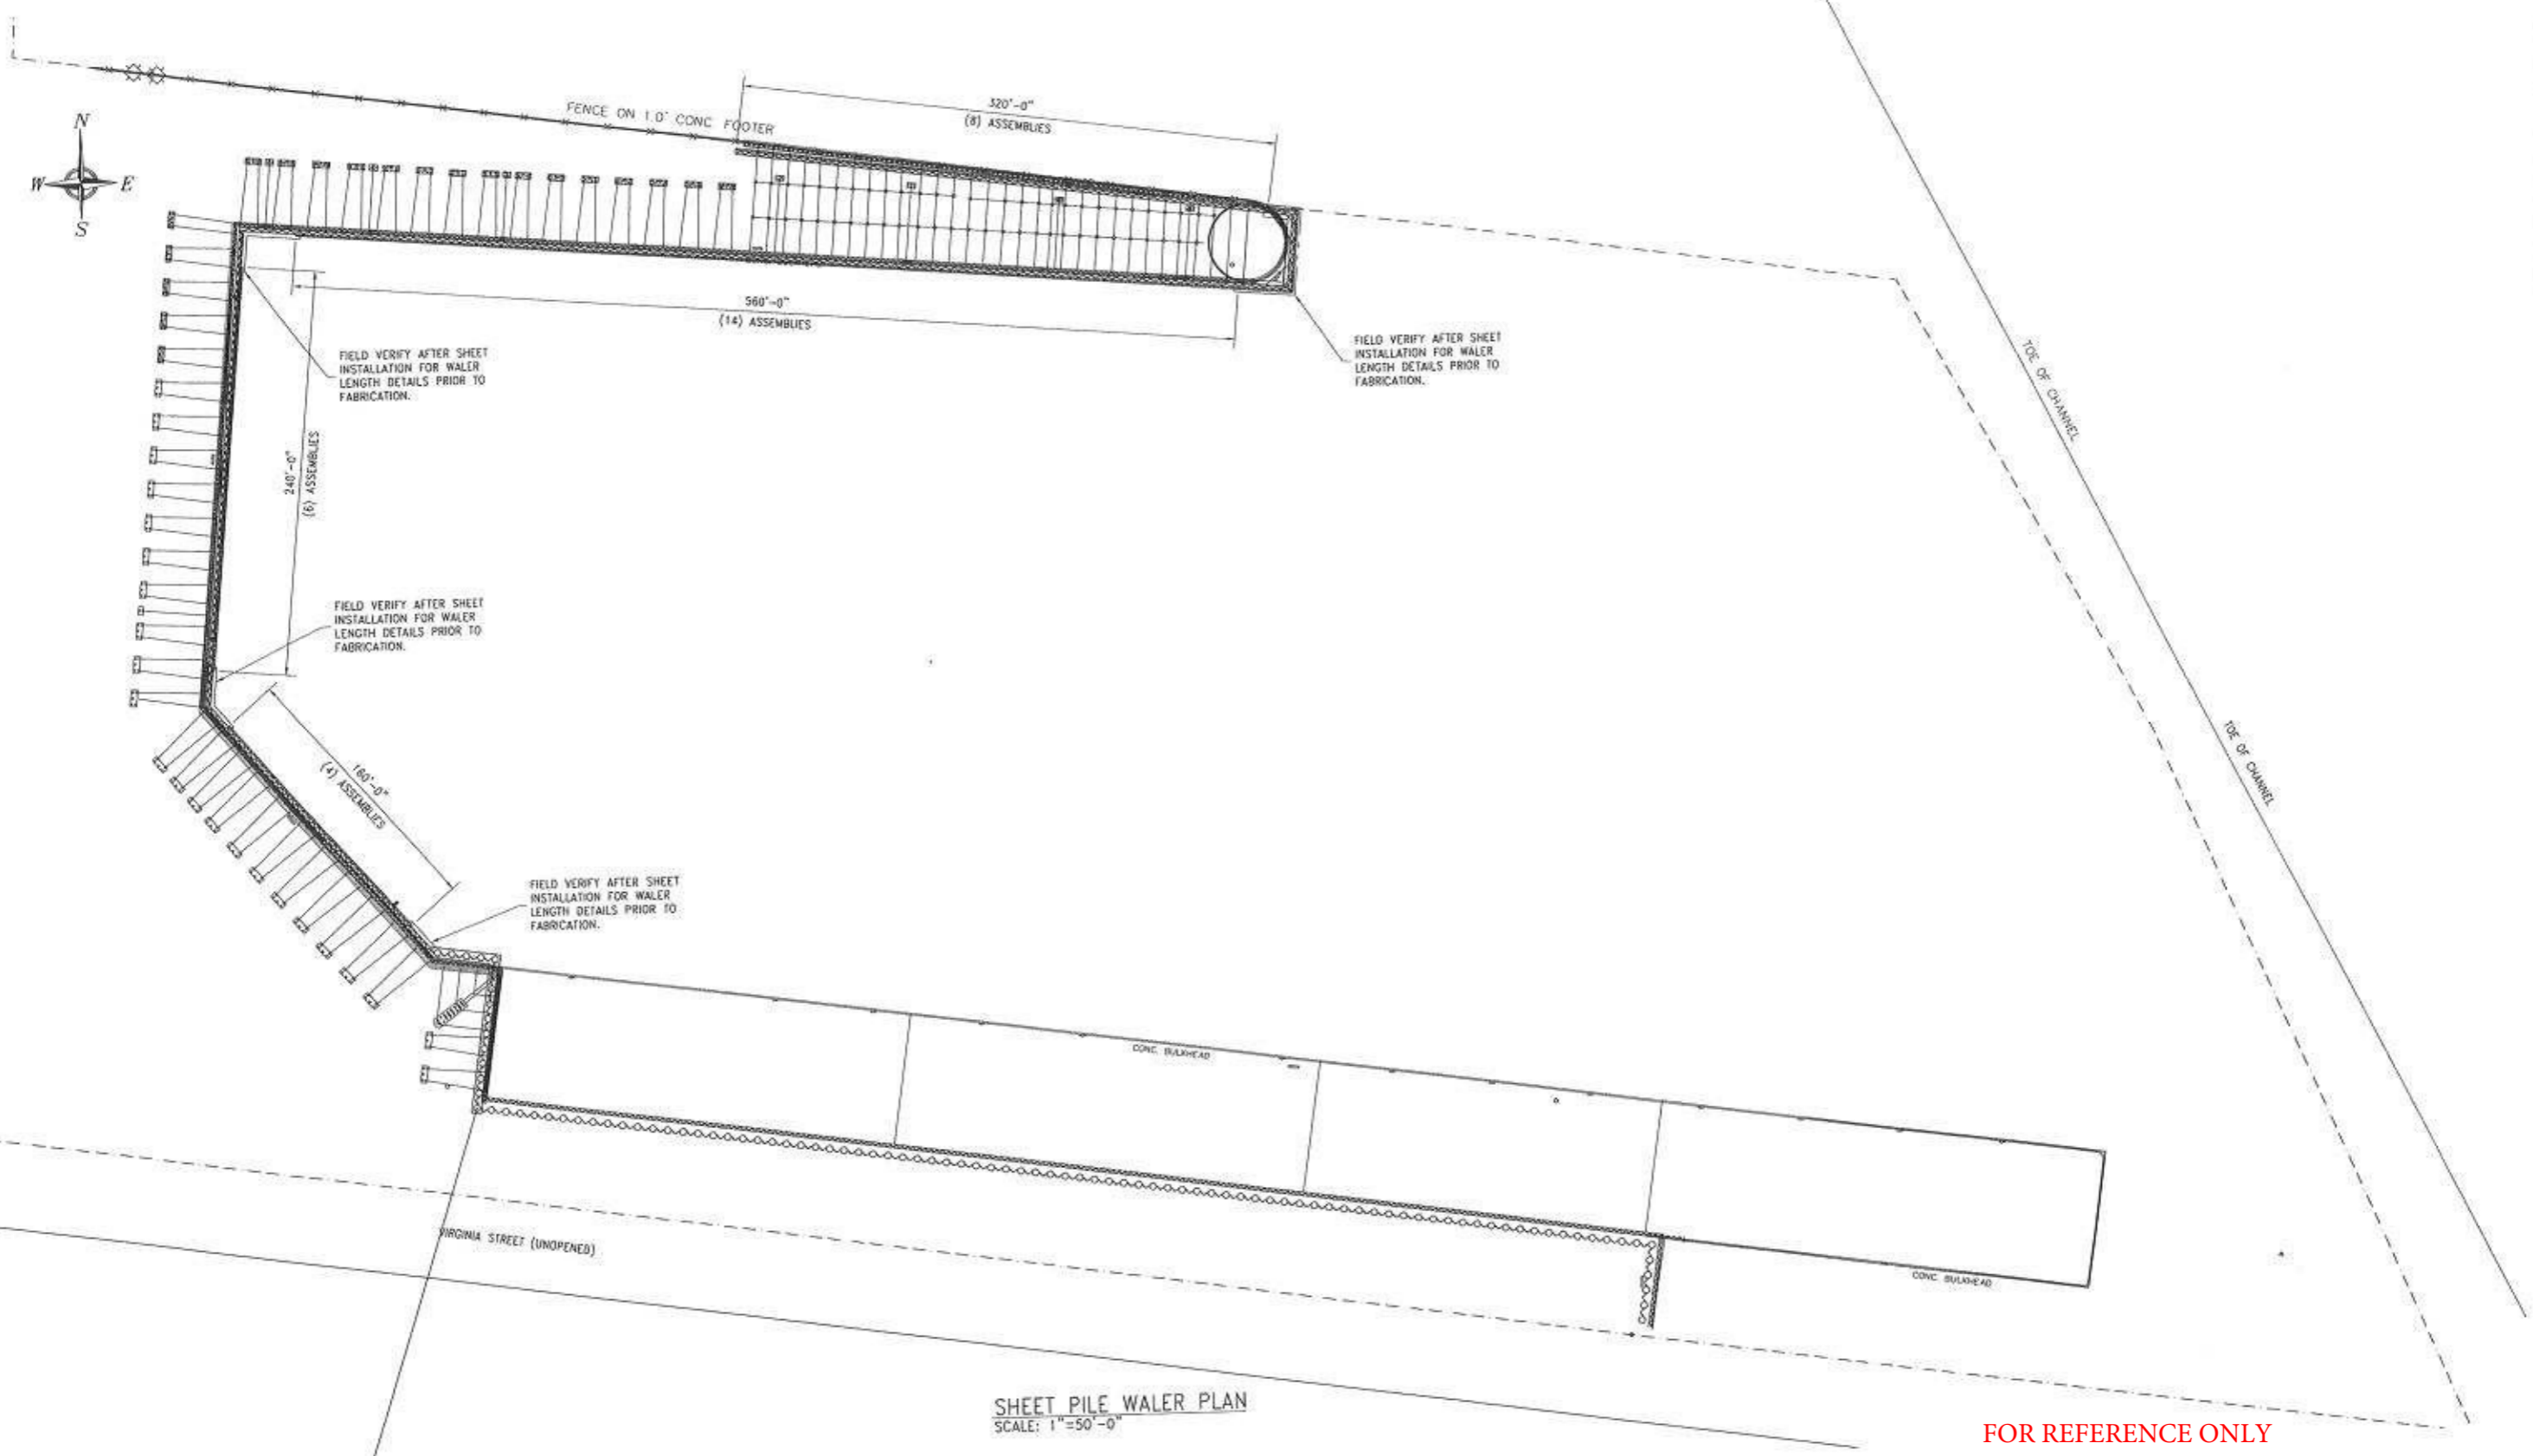 320'-0"
(8) ASSEMBLIES
FENCE ON 1.0' CONC FOOTER
N
W
E
S
560'-0"
(14) ASSEMBLIES
FIELD VERIFY AFTER SHEET
INSTALLATION FOR WALER
LENGTH DETAILS PRIOR TO
FABRICATION.
FIELD VERIFY AFTER SHEET
INSTALLATION FOR WALER
LENGTH DETAILS PRIOR TO
FABRICATION.
TOE OF CHANNEL
240'-0"
(6) ASSEMBLIES
FIELD VERIFY AFTER SHEET
INSTALLATION FOR WALER
LENGTH DETAILS PRIOR TO
FABRICATION.
160'-0"
(4) ASSEMBLIES
TOE OF CHANNEL
FIELD VERIFY AFTER SHEET
INSTALLATION FOR WALER
LENGTH DETAILS PRIOR TO
FABRICATION.
CONC. BULKHEAD
VIRGINIA STREET (UNOPENED)
CONC. BULKHEAD
SHEET PILE WALER PLAN
SCALE: 1"=50'-0"
FOR REFERENCE ONLY